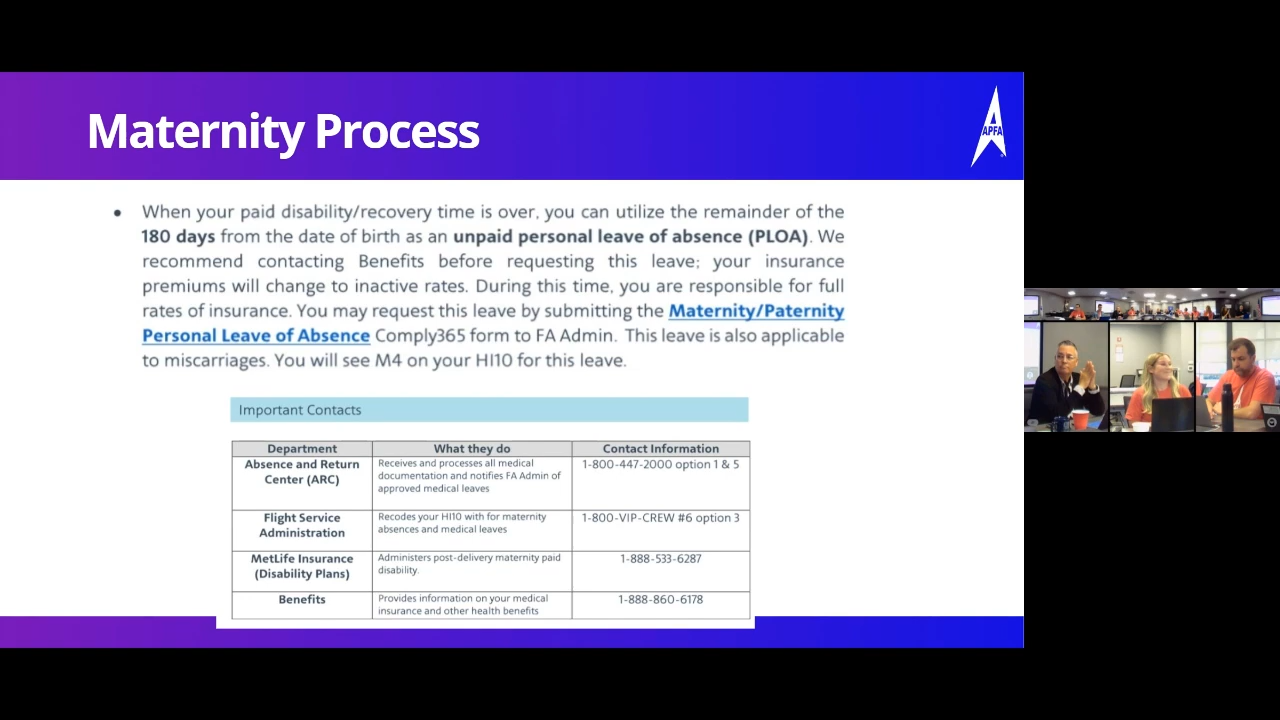 Maternity Process
APFA
• When your paid disability/recovery time is over, you can utilize the remainder of the
180 days from the date of birth as an unpaid personal leave of absence (PLOA). We
recommend contacting Benefits before requesting this leave; your insurance
premiums will change to inactive rates. During this time, you are responsible for full
rates of insurance. You may request this leave by submitting the Maternity/Paternity
Personal Leave of Absence Comply365 form to FA Admin. This leave is also applicable
to miscarriages. You will see M4 on your HI10 for this leave.
Important Contacts
Department What they do Contact Information
Absence and Return Receives and processes all medical 1-800-447-2000 option 1 & 5
Center (ARC) documentation and notifies FA Admin of
approved medical leaves
Flight Service Recodes your HI10 with for maternity 1-800-VIP-CREW #6 option 3
Administration absences and medical leaves
MetLife Insurance Administers post-delivery maternity paid 1-888-533-6287
(Disability Plans) disability.
Benefits Provides information on your medical 1-888-860-6178
insurance and other health benefits